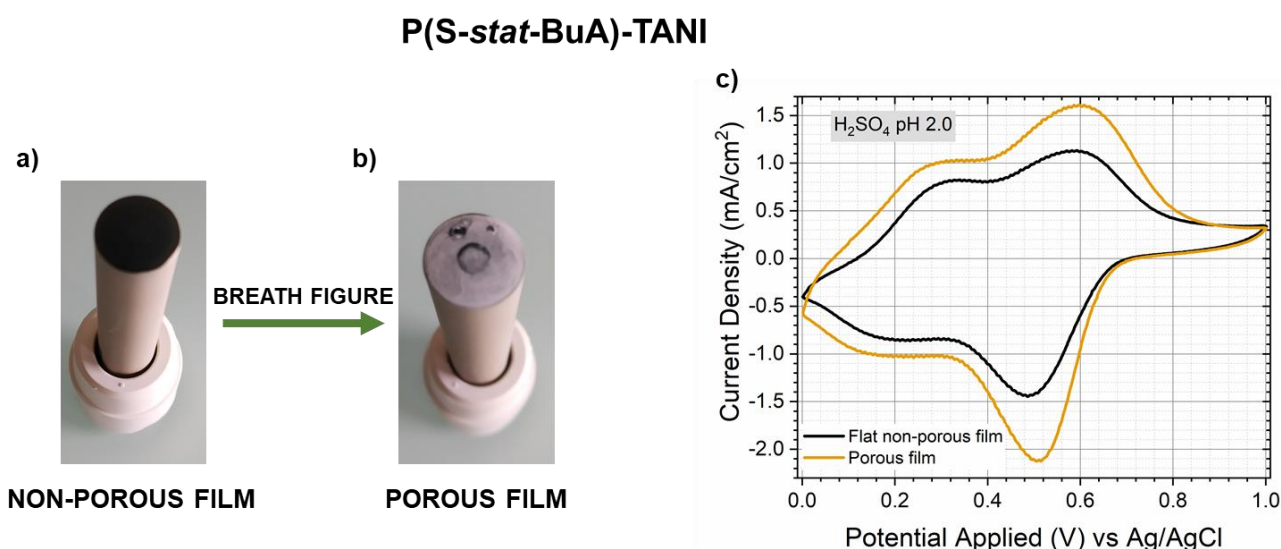 P(S-stat-BuA)-TANI
a)
b)
BREATH FIGURE
NON-POROUS FILM
POROUS FILM
c)
H₂SO₄ pH 2.0
Current Density (mA/cm²)
1.5
1.0
0.5
0.0
-0.5
-1.0
-1.5
-2.0
Flat non-porous film
Porous film
0.0 0.2 0.4 0.6 0.8 1.0
Potential Applied (V) vs Ag/AgCl